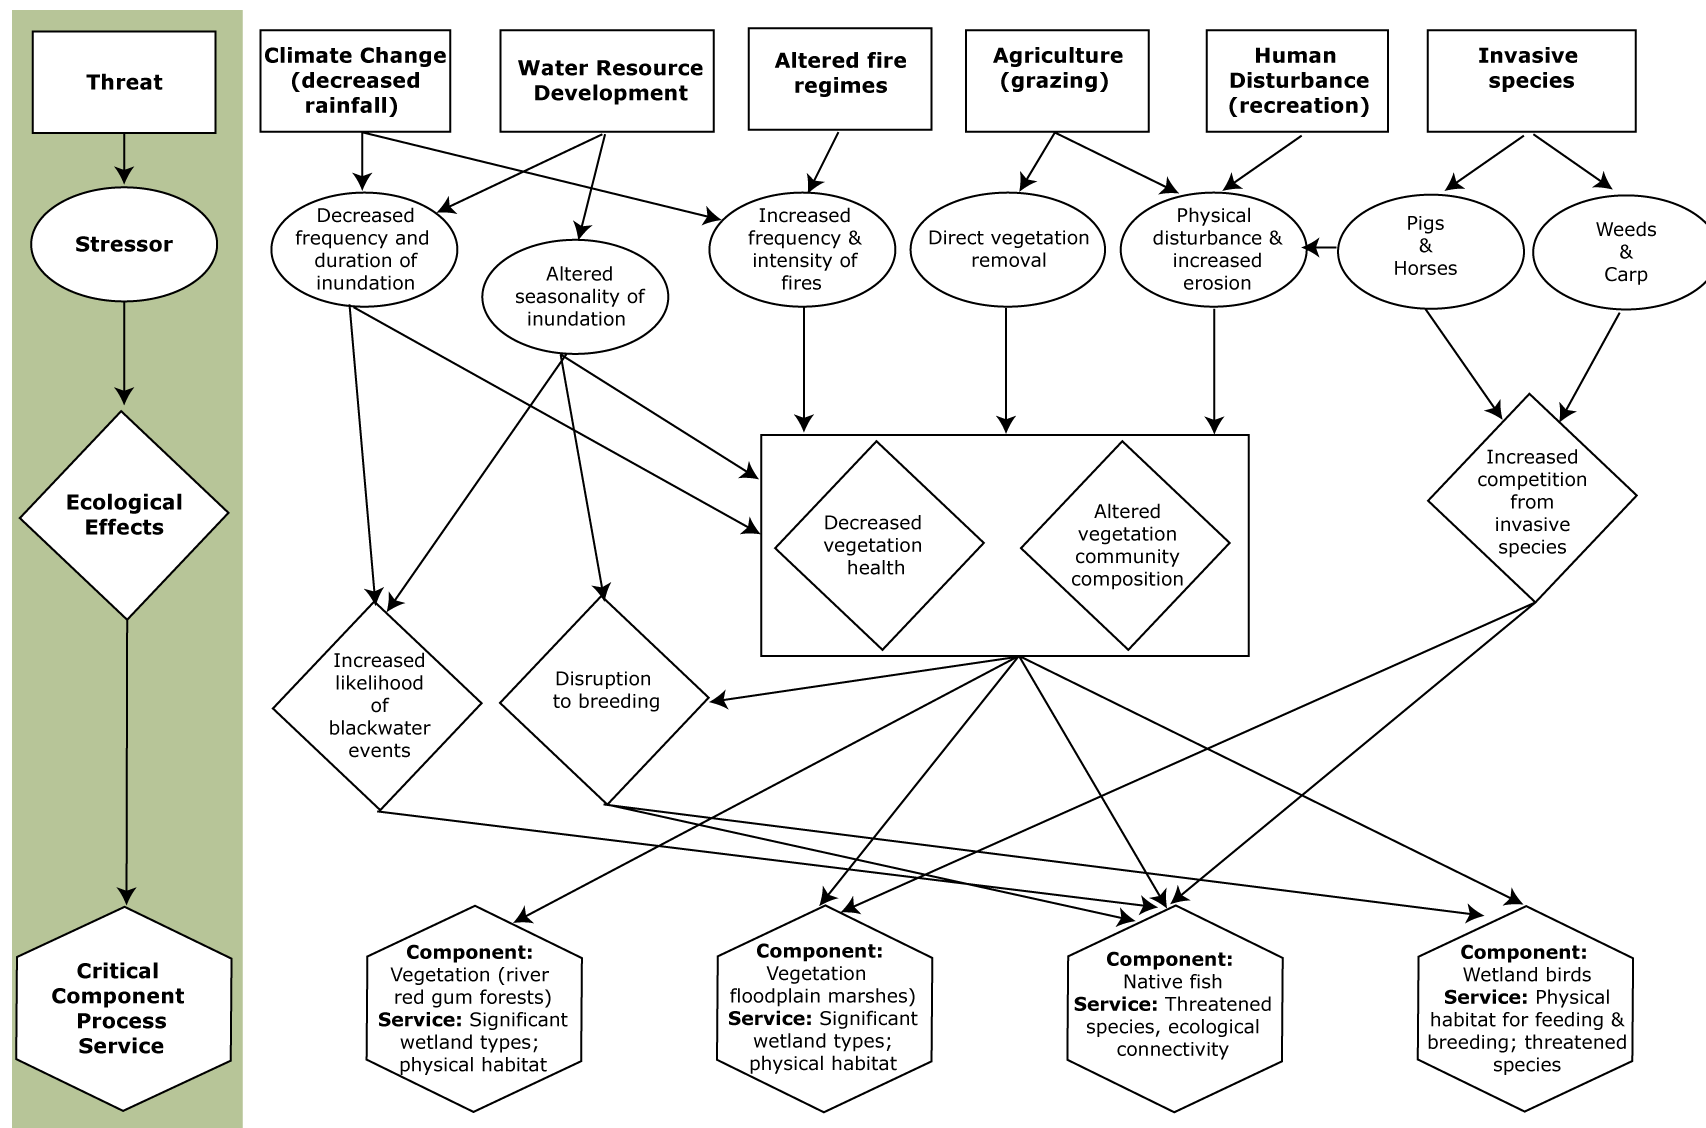 Threat
Climate Change
(decreased
rainfall)
Water Resource
Development
Altered fire
regimes
Agriculture
(grazing)
Human
Disturbance
(recreation)
Invasive
species
Stressor
Decreased
frequency and
duration of
inundation
Altered
seasonality of
inundation
Increased
frequency &
intensity of
fires
Direct vegetation
removal
Physical
disturbance &
increased
erosion
Pigs
&
Horses
Weeds
&
Carp
Ecological
Effects
Decreased
vegetation
health
Altered
vegetation
community
composition
Increased
competition
from
invasive
species
Increased
likelihood
of
blackwater
events
Disruption
to breeding
Critical
Component
Process
Service
Component:
Vegetation (river
red gum forests)
Service: Significant
wetland types;
physical habitat
Component:
Vegetation
floodplain marshes)
Service: Significant
wetland types;
physical habitat
Component:
Native fish
Service: Threatened
species, ecological
connectivity
Component:
Wetland birds
Service: Physical
habitat for feeding &
breeding; threatened
species